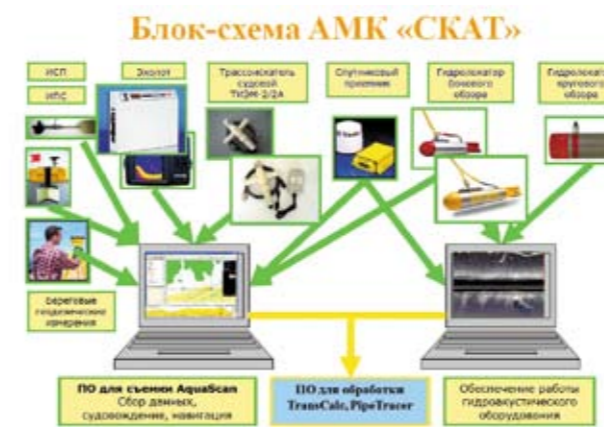 Блок-схема АМК «СКАТ»
ИСП
ИПС
Эхолот
Трассоискатель
судовой
Спутниковый
приемник
Гидролокатор
бокового
обзора
Гидролокатор
кругового
обзора
Береговые
геодезические
измерения
ПО для съемки AquaScan
Сбор данных,
судовождение, навигация
ПО для обработки
TransCalc, PipeTracer
Обеспечение работы
гидроакустического
оборудования